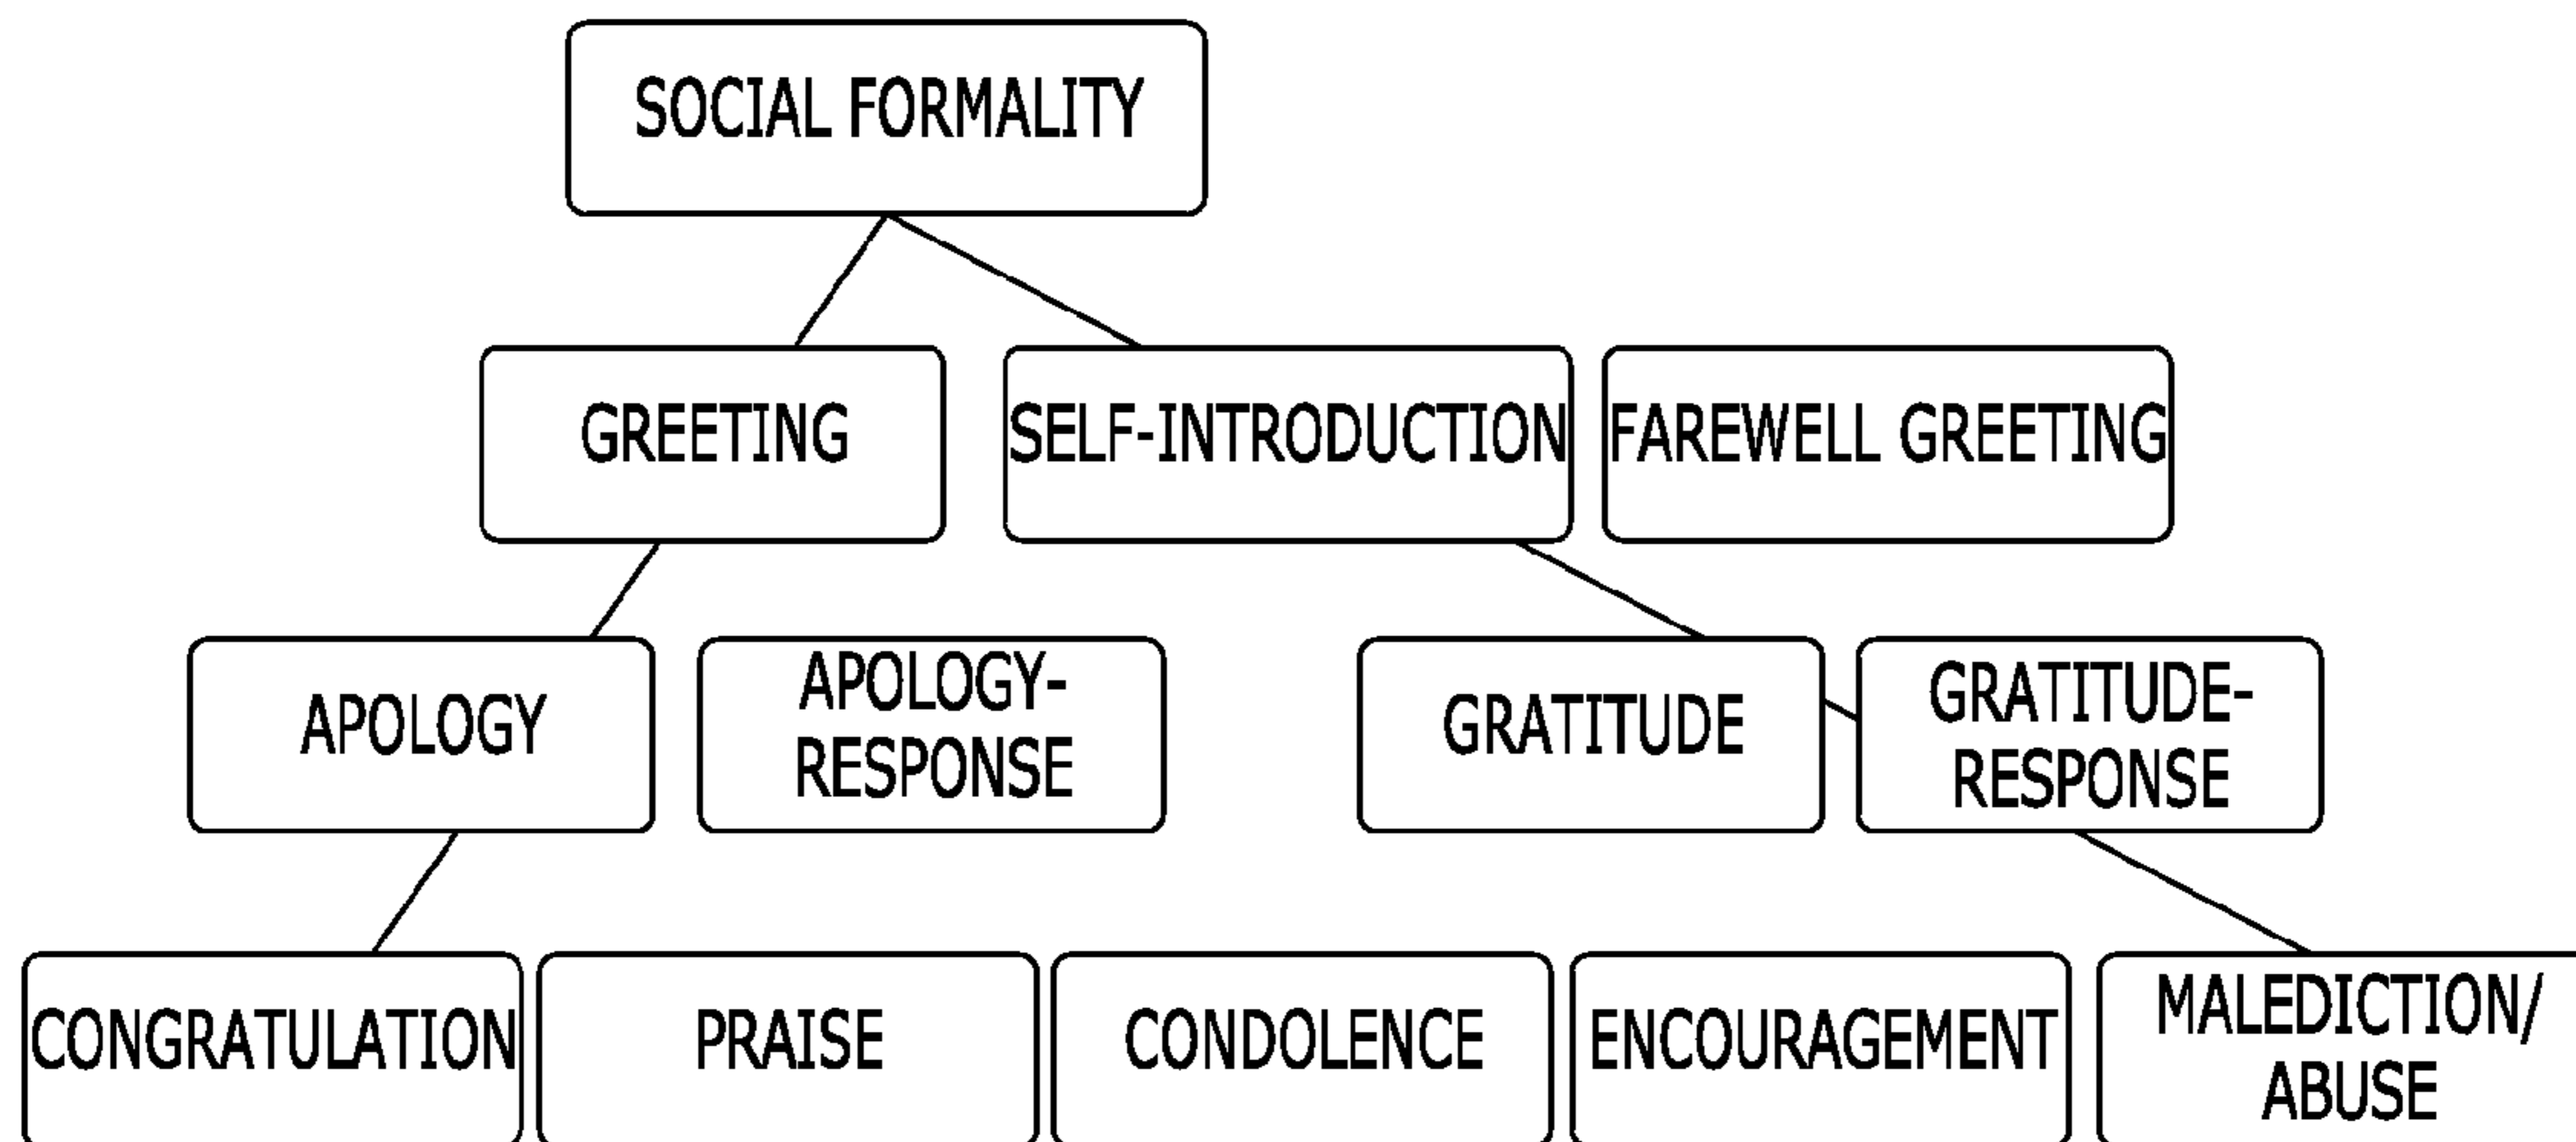 SOCIAL FORMALITY
GREETING
SELF-INTRODUCTION
FAREWELL GREETING
APOLOGY
APOLOGY-
RESPONSE
GRATITUDE
GRATITUDE-
RESPONSE
CONGRATULATION
PRAISE
CONDOLENCE
ENCOURAGEMENT
MALEDICTION/
ABUSE